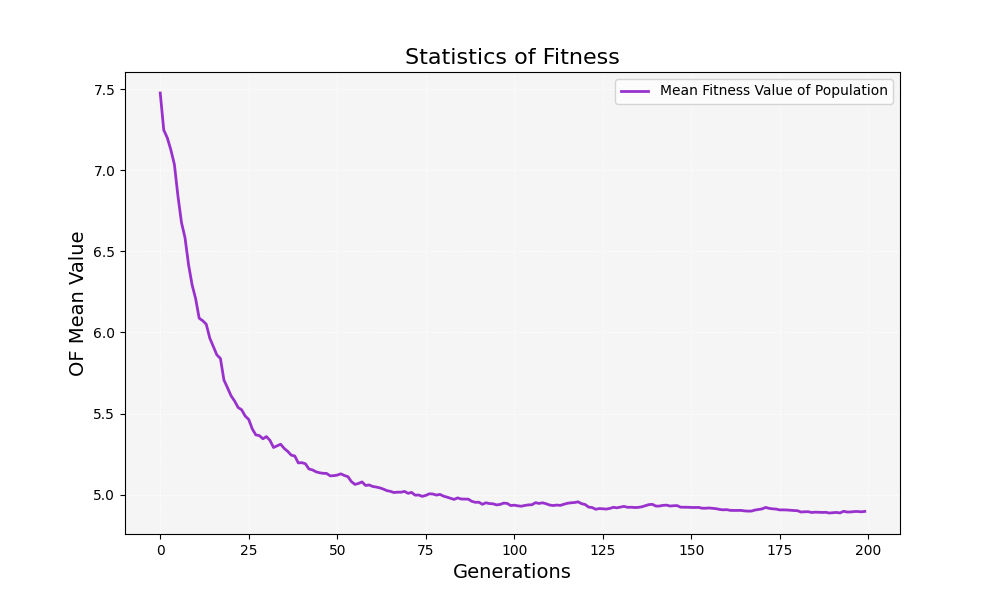 Statistics of Fitness
Mean Fitness Value of Population
OF Mean Value
7.5
7.0
6.5
6.0
5.5
5.0
0 25 50 75 100 125 150 175 200
Generations